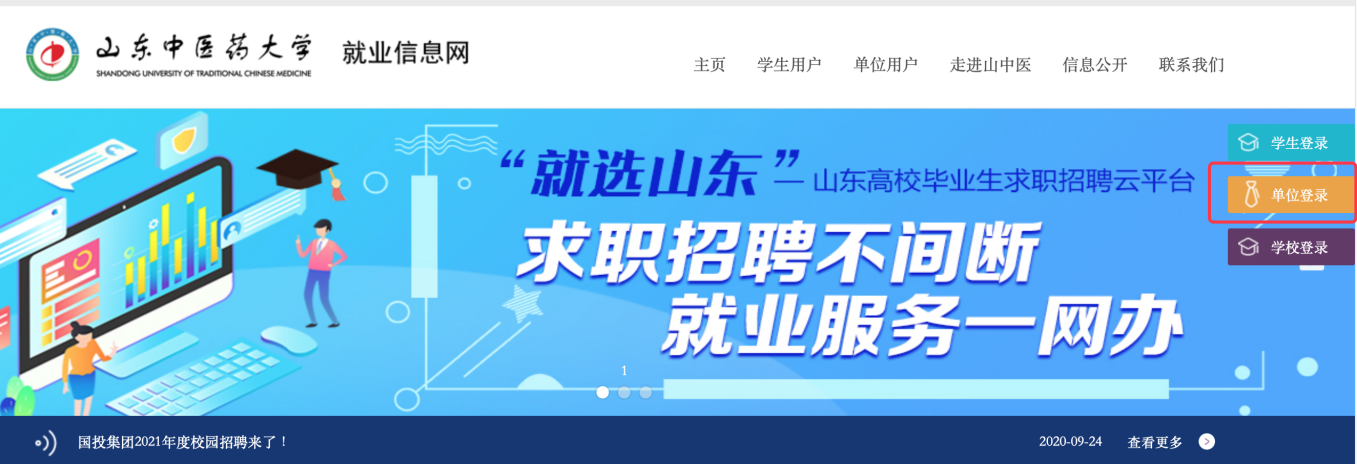 山东中医药大学 就业信息网
SHANDONG UNIVERSITY OF TRADITIONAL CHINESE MEDICINE
主页 学生用户 单位用户 走进山中医 信息公开 联系我们
“就选山东”— 山东高校毕业生求职招聘云平台
求职招聘不间断
就业服务一网办
学生登录
单位登录
学校登录
1
国投集团2021年度校园招聘来了！ 2020-09-24 查看更多